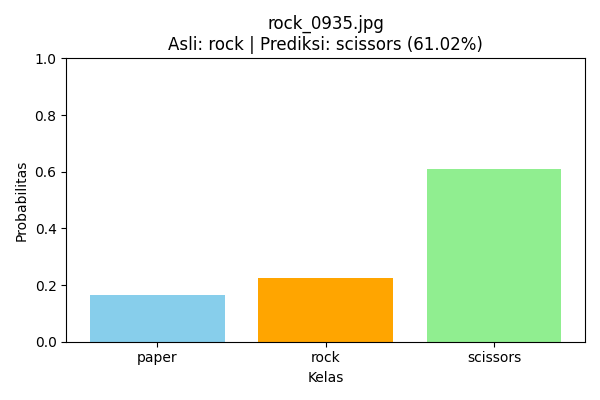 rock_0935.jpg
Asli: rock | Prediksi: scissors (61.02%)
1.0
0.8
0.6
0.4
0.2
0.0
Probabilitas
paper rock scissors
Kelas